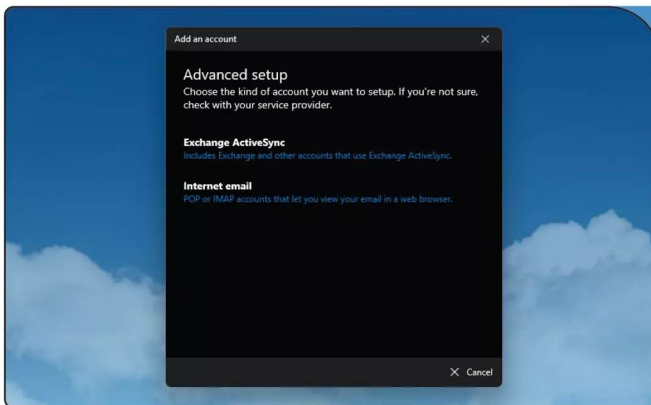 Add an account
Advanced setup
Choose the kind of account you want to setup. If you're not sure,
check with your service provider.
Exchange ActiveSync
Includes Exchange and other accounts that use Exchange ActiveSync.
Internet email
POP or IMAP accounts that let you view your email in a web browser.
Cancel